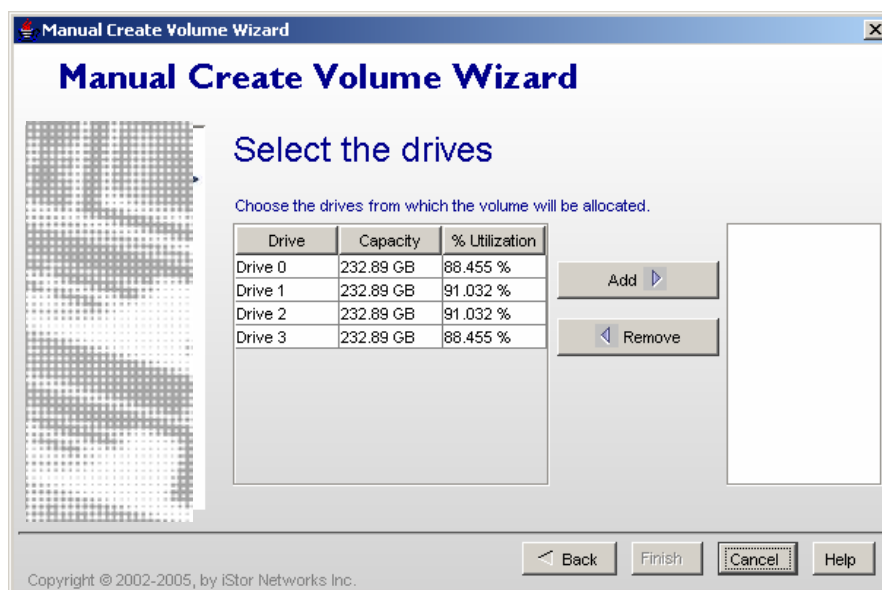 Manual Create Volume Wizard
Manual Create Volume Wizard
Select the drives
Choose the drives from which the volume will be allocated.
Drive Capacity % Utilization
Drive 0 232.89 GB 88.455 %
Drive 1 232.89 GB 91.032 %
Drive 2 232.89 GB 91.032 %
Drive 3 232.89 GB 88.455 %
Add
Remove
Back Finish Cancel Help
Copyright © 2002-2005, by iStor Networks Inc.